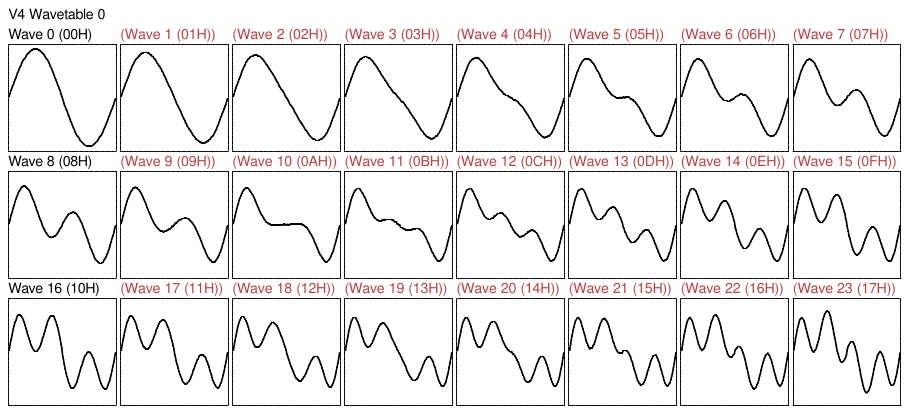 V4 Wavetable 0
Wave 0 (00H) (Wave 1 (01H)) (Wave 2 (02H)) (Wave 3 (03H)) (Wave 4 (04H)) (Wave 5 (05H)) (Wave 6 (06H)) (Wave 7 (07H))
Wave 8 (08H) (Wave 9 (09H)) (Wave 10 (0AH)) (Wave 11 (0BH)) (Wave 12 (0CH)) (Wave 13 (0DH)) (Wave 14 (0EH)) (Wave 15 (0FH))
Wave 16 (10H) (Wave 17 (11H)) (Wave 18 (12H)) (Wave 19 (13H)) (Wave 20 (14H)) (Wave 21 (15H)) (Wave 22 (16H)) (Wave 23 (17H))